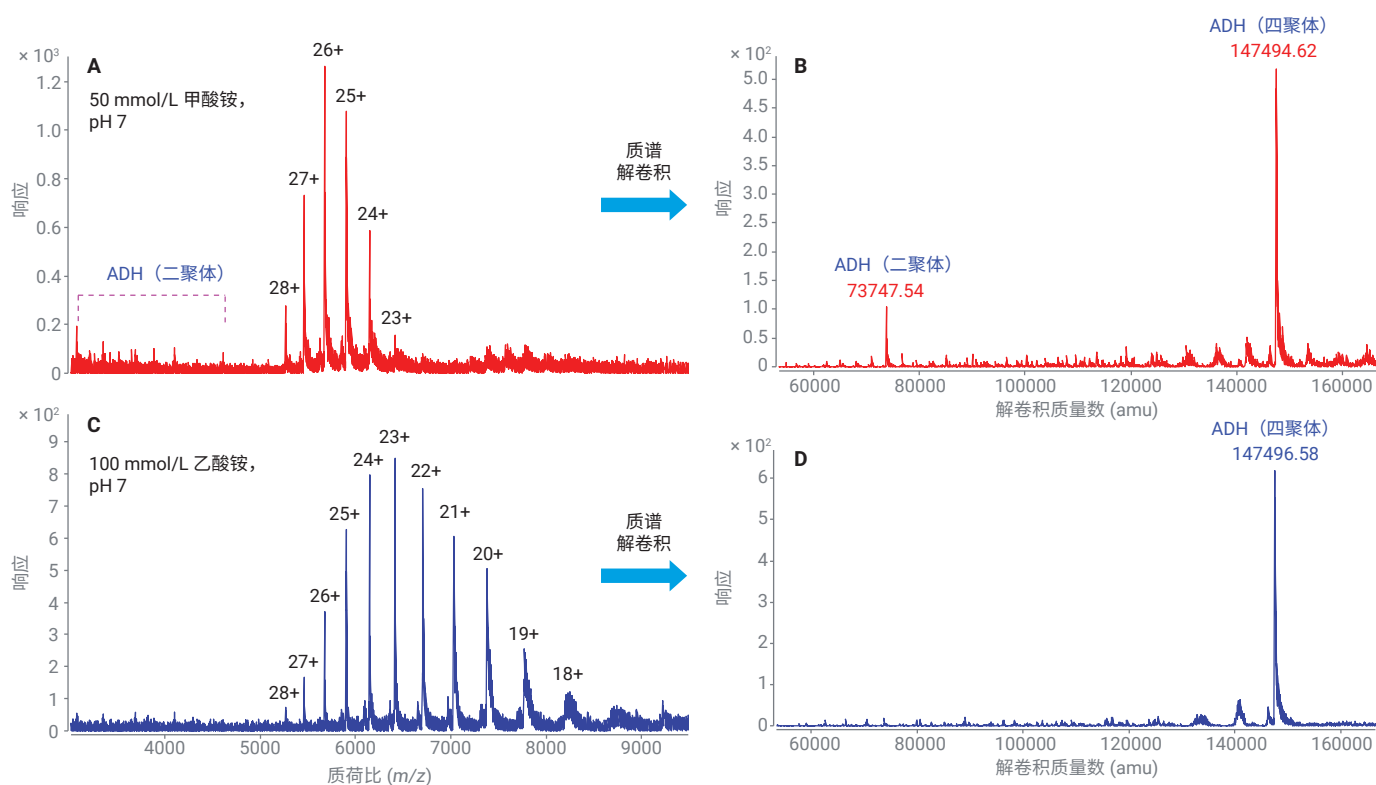 × 10³
A
50 mmol/L 甲酸铵，
pH 7
响应
1.2
1.0
0.8
0.6
0.4
0.2
0
ADH（二聚体）
28+
27+
26+
25+
24+
23+
质谱
解卷积
× 10²
B
响应
5.0
4.5
4.0
3.5
3.0
2.5
2.0
1.5
1.0
0.5
0
ADH（二聚体）
73747.54
ADH（四聚体）
147494.62
60000 80000 100000 120000 140000 160000
解卷积质量数 (amu)
× 10²
C
100 mmol/L 乙酸铵，
pH 7
响应
9
8
7
6
5
4
3
2
1
0
28+
27+
26+
25+
24+
23+
22+
21+
20+
19+
18+
4000 5000 6000 7000 8000 9000
质荷比 (m/z)
质谱
解卷积
× 10²
D
响应
6
5
4
3
2
1
0
ADH（四聚体）
147496.58
60000 80000 100000 120000 140000 160000
解卷积质量数 (amu)